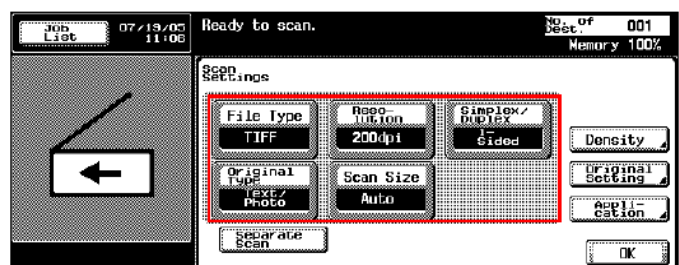 Job
List
07/19/05
11:06
Ready to scan.
No. of
Dest.
001
Memory 100%
Scan
Settings
File Type
TIFF
Reso-
lution
200dpi
Simplex/
Duplex
1-
Sided
Density
Original
Type
Text/
Photo
Scan Size
Auto
Original
Setting
Appli-
cation
Separate
Scan
OK